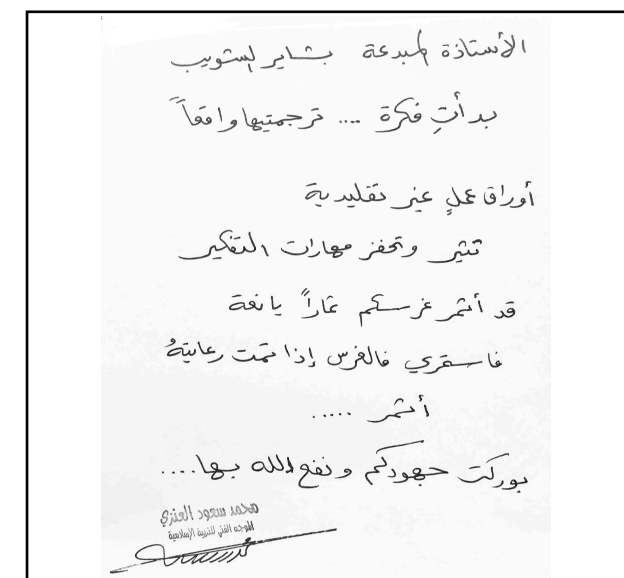 الأستاذة المبدعة بشاير الشويب
بدأتِ فكرة .... ترجمتيها واقعاً
أوراق عملٍ غير تقليدية
تثير وتحفز مهارات التفكير
قد أثمر غرسكم ثماراً يانعة
فاستمري فالغرس إذا تمت رعايتهُ
أثمر .....
بوركت جهودكم ونفع الله بها....
محمد سعود العنزي
الموجه الفني للتربية الإسلامية